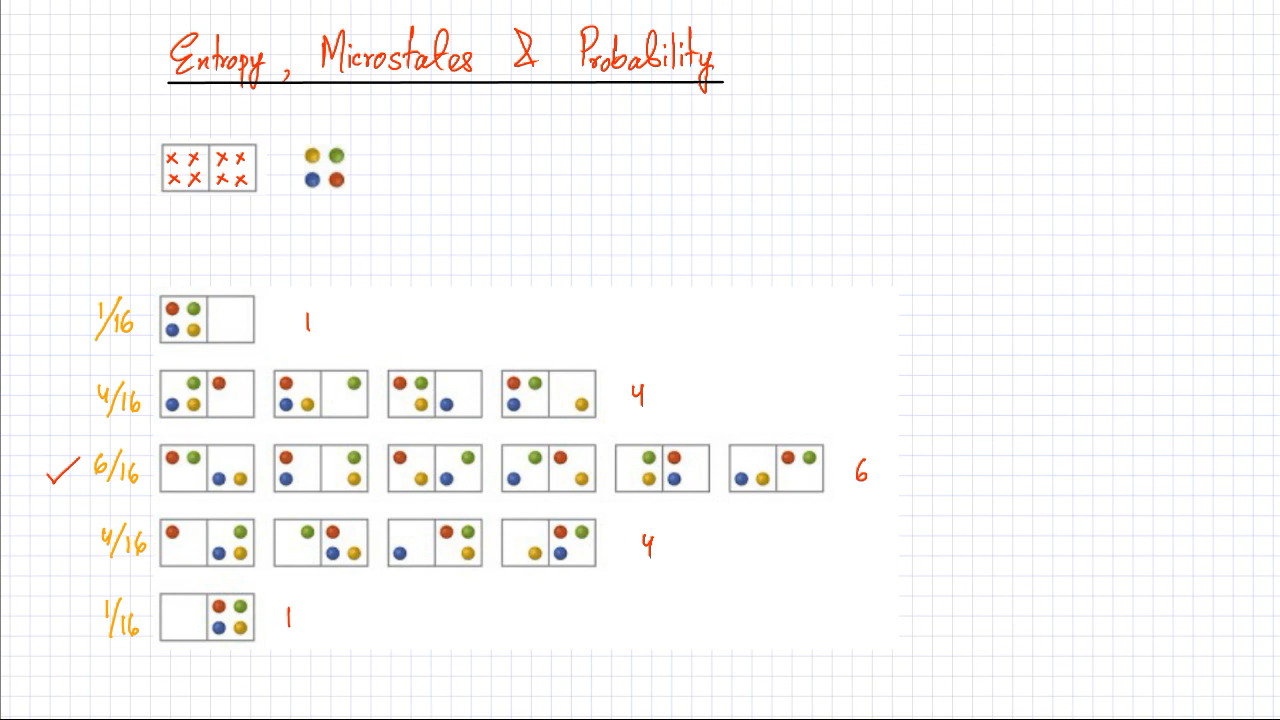 Entropy, Microstates & Probability
x x x x
x x x x
1/16 1
4/16 4
✓ 6/16 6
4/16 4
1/16 1